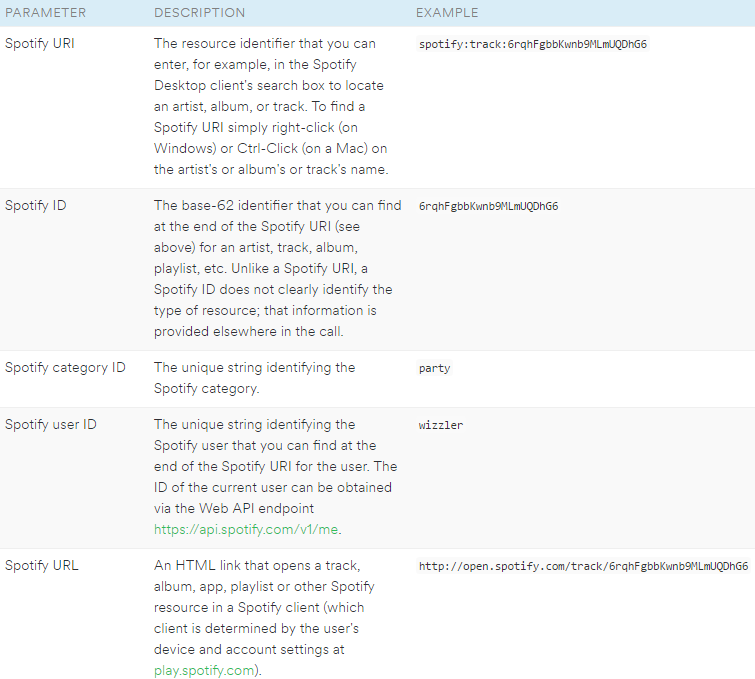 PARAMETER DESCRIPTION EXAMPLE
Spotify URI The resource identifier that you can spotify:track:6rqhFgbbKwnb9MLmUQDhG6
enter, for example, in the Spotify
Desktop client's search box to locate
an artist, album, or track. To find a
Spotify URI simply right-click (on
Windows) or Ctrl-Click (on a Mac) on
the artist's or album's or track's name.
Spotify ID The base-62 identifier that you can find 6rqhFgbbKwnb9MLmUQDhG6
at the end of the Spotify URI (see
above) for an artist, track, album,
playlist, etc. Unlike a Spotify URI, a
Spotify ID does not clearly identify the
type of resource; that information is
provided elsewhere in the call.
Spotify category ID The unique string identifying the party
Spotify category.
Spotify user ID The unique string identifying the wizzler
Spotify user that you can find at the
end of the Spotify URI for the user. The
ID of the current user can be obtained
via the Web API endpoint
https://api.spotify.com/v1/me.
Spotify URL An HTML link that opens a track, http://open.spotify.com/track/6rqhFgbbKwnb9MLmUQDhG6
album, app, playlist or other Spotify
resource in a Spotify client (which
client is determined by the user's
device and account settings at
play.spotify.com).